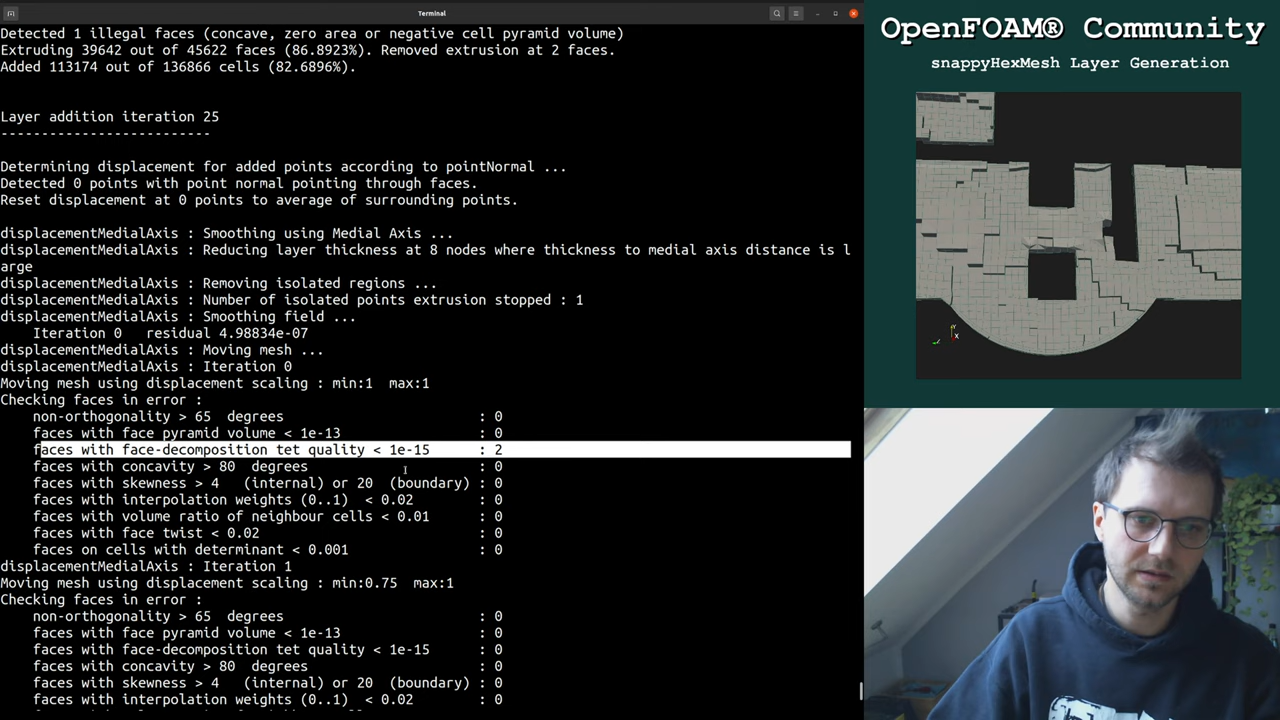 Terminal
OpenFOAM® Community
snappyHexMesh Layer Generation
Detected 1 illegal faces (concave, zero area or negative cell pyramid volume)
Extruding 39642 out of 45622 faces (86.8923%). Removed extrusion at 2 faces.
Added 113174 out of 136866 cells (82.6896%).
Layer addition iteration 25
--------------------------
Determining displacement for added points according to pointNormal ...
Detected 0 points with point normal pointing through faces.
Reset displacement at 0 points to average of surrounding points.
displacementMedialAxis : Smoothing using Medial Axis ...
displacementMedialAxis : Reducing layer thickness at 8 nodes where thickness to medial axis distance is l
arge
displacementMedialAxis : Removing isolated regions ...
displacementMedialAxis : Number of isolated points extrusion stopped : 1
displacementMedialAxis : Smoothing field ...
Iteration 0 residual 4.98834e-07
displacementMedialAxis : Moving mesh ...
displacementMedialAxis : Iteration 0
Moving mesh using displacement scaling : min:1 max:1
Checking faces in error :
non-orthogonality > 65 degrees : 0
faces with face pyramid volume < 1e-13 : 0
faces with face-decomposition tet quality < 1e-15 : 2
faces with concavity > 80 degrees : 0
faces with skewness > 4 (internal) or 20 (boundary) : 0
faces with interpolation weights (0..1) < 0.02 : 0
faces with volume ratio of neighbour cells < 0.01 : 0
faces with face twist < 0.02 : 0
faces on cells with determinant < 0.001 : 0
displacementMedialAxis : Iteration 1
Moving mesh using displacement scaling : min:0.75 max:1
Checking faces in error :
non-orthogonality > 65 degrees : 0
faces with face pyramid volume < 1e-13 : 0
faces with face-decomposition tet quality < 1e-15 : 0
faces with concavity > 80 degrees : 0
faces with skewness > 4 (internal) or 20 (boundary) : 0
faces with interpolation weights (0..1) < 0.02 : 0
Y
X